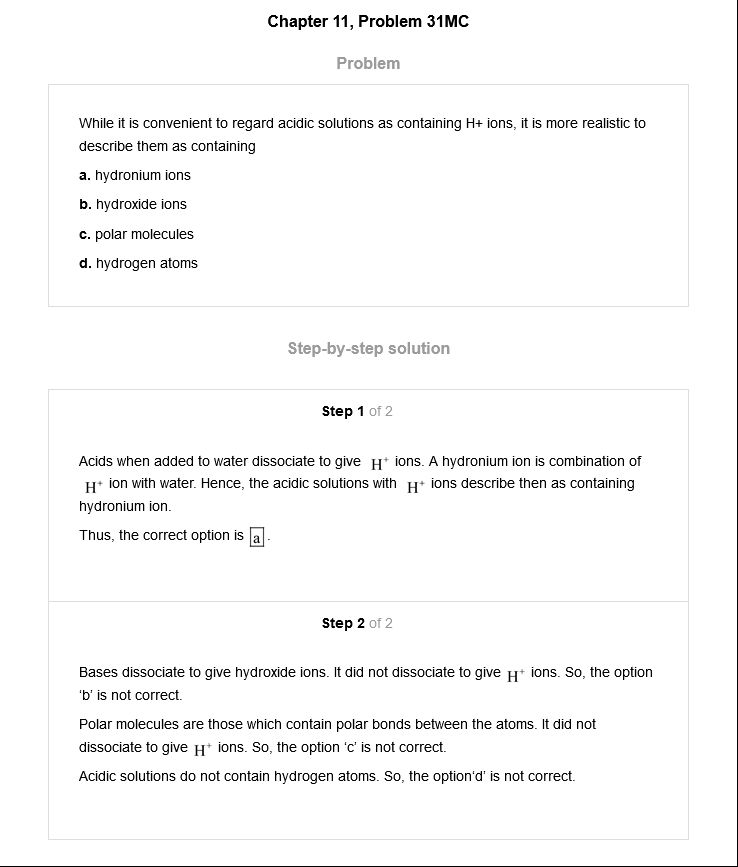 Chapter 11, Problem 31MC
Problem
While it is convenient to regard acidic solutions as containing H+ ions, it is more realistic to
describe them as containing
a. hydronium ions
b. hydroxide ions
c. polar molecules
d. hydrogen atoms
Step-by-step solution
Step 1 of 2
Acids when added to water dissociate to give H⁺ ions. A hydronium ion is combination of
H⁺ ion with water. Hence, the acidic solutions with H⁺ ions describe then as containing
hydronium ion.
Thus, the correct option is a.
Step 2 of 2
Bases dissociate to give hydroxide ions. It did not dissociate to give H⁺ ions. So, the option
‘b’ is not correct.
Polar molecules are those which contain polar bonds between the atoms. It did not
dissociate to give H⁺ ions. So, the option ‘c’ is not correct.
Acidic solutions do not contain hydrogen atoms. So, the option‘d’ is not correct.